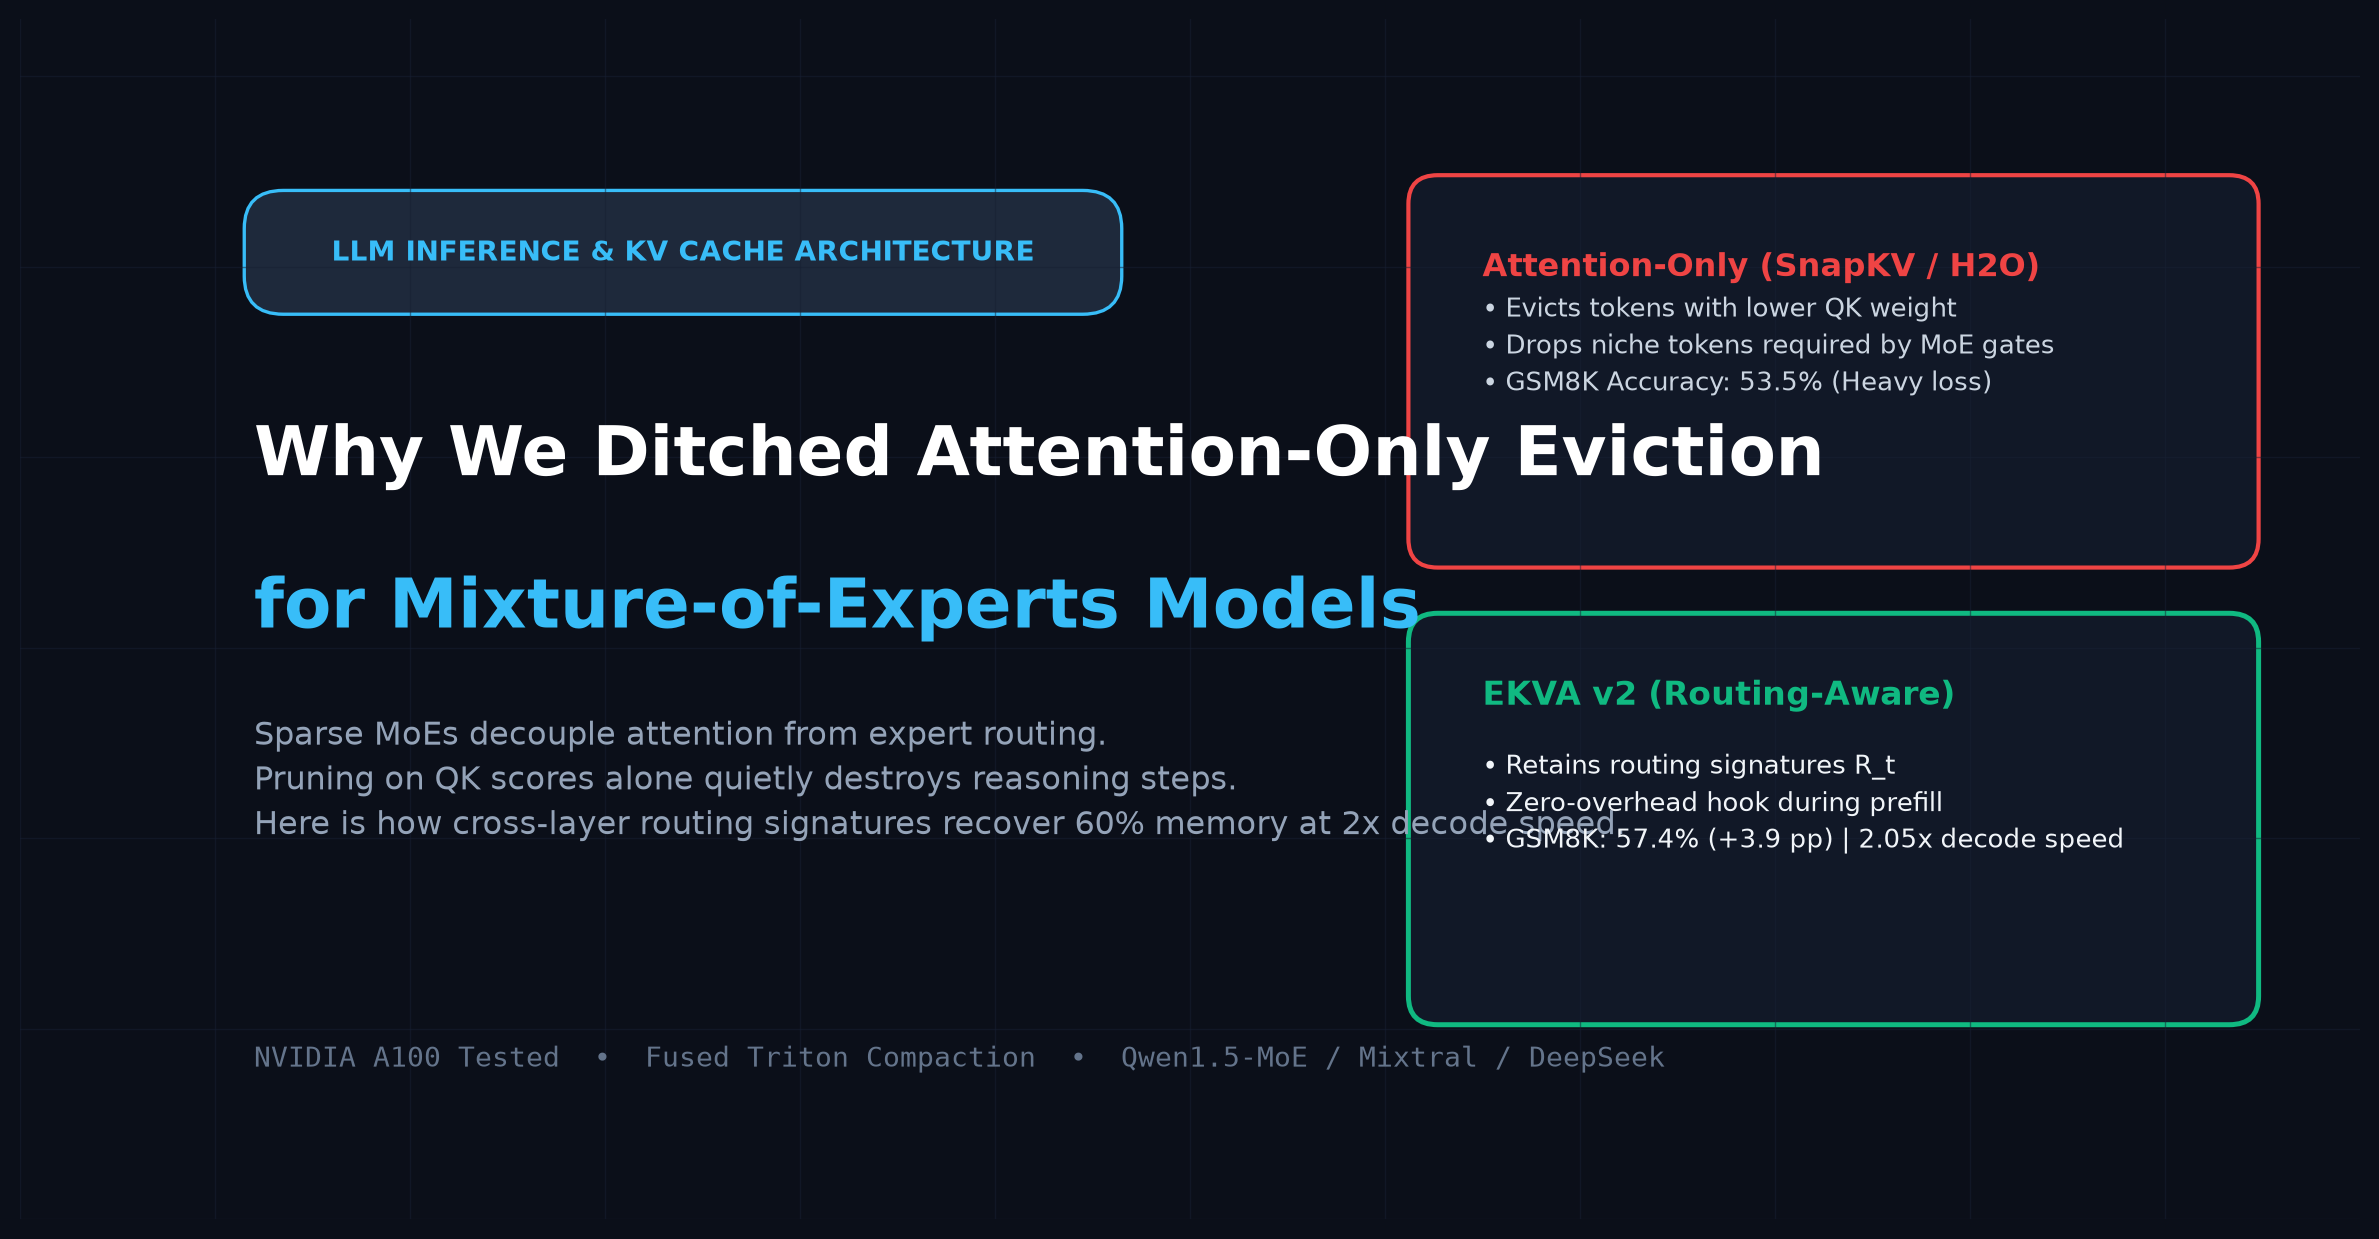 LLM INFERENCE & KV CACHE ARCHITECTURE
Why We Ditched Attention-Only Eviction
for Mixture-of-Experts Models
Sparse MoEs decouple attention from expert routing.
Pruning on QK scores alone quietly destroys reasoning steps.
Here is how cross-layer routing signatures recover 60% memory at 2x decode speed.
Attention-Only (SnapKV / H2O)
• Evicts tokens with lower QK weight
• Drops niche tokens required by MoE gates
• GSM8K Accuracy: 53.5% (Heavy loss)
EKVA v2 (Routing-Aware)
• Retains routing signatures R_t
• Zero-overhead hook during prefill
• GSM8K: 57.4% (+3.9 pp) | 2.05x decode speed
NVIDIA A100 Tested • Fused Triton Compaction • Qwen1.5-MoE / Mixtral / DeepSeek